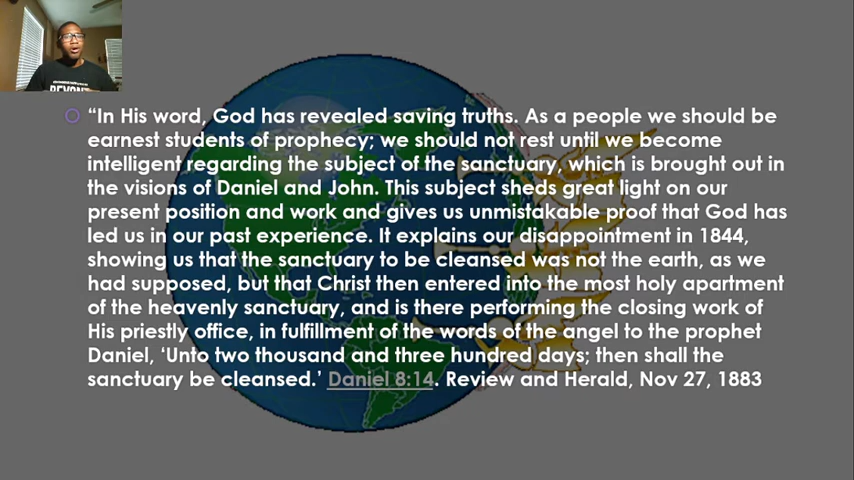 BEYOND
“In His word, God has revealed saving truths. As a people we should be
earnest students of prophecy; we should not rest until we become
intelligent regarding the subject of the sanctuary, which is brought out in
the visions of Daniel and John. This subject sheds great light on our
present position and work and gives us unmistakable proof that God has
led us in our past experience. It explains our disappointment in 1844,
showing us that the sanctuary to be cleansed was not the earth, as we
had supposed, but that Christ then entered into the most holy apartment
of the heavenly sanctuary, and is there performing the closing work of
His priestly office, in fulfillment of the words of the angel to the prophet
Daniel, ‘Unto two thousand and three hundred days; then shall the
sanctuary be cleansed.’ Daniel 8:14. Review and Herald, Nov 27, 1883